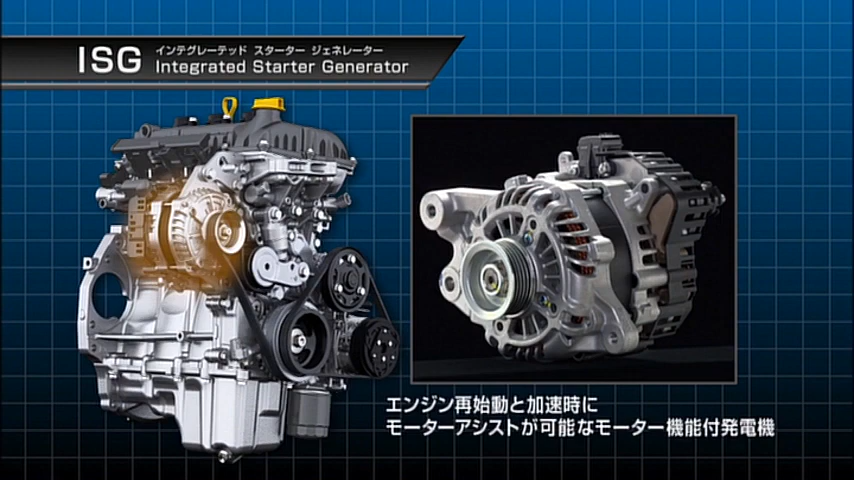 ISG
インテグレーテッド スターター ジェネレーター
Integrated Starter Generator
エンジン再始動と加速時に
モーターアシストが可能なモーター機能付発電機